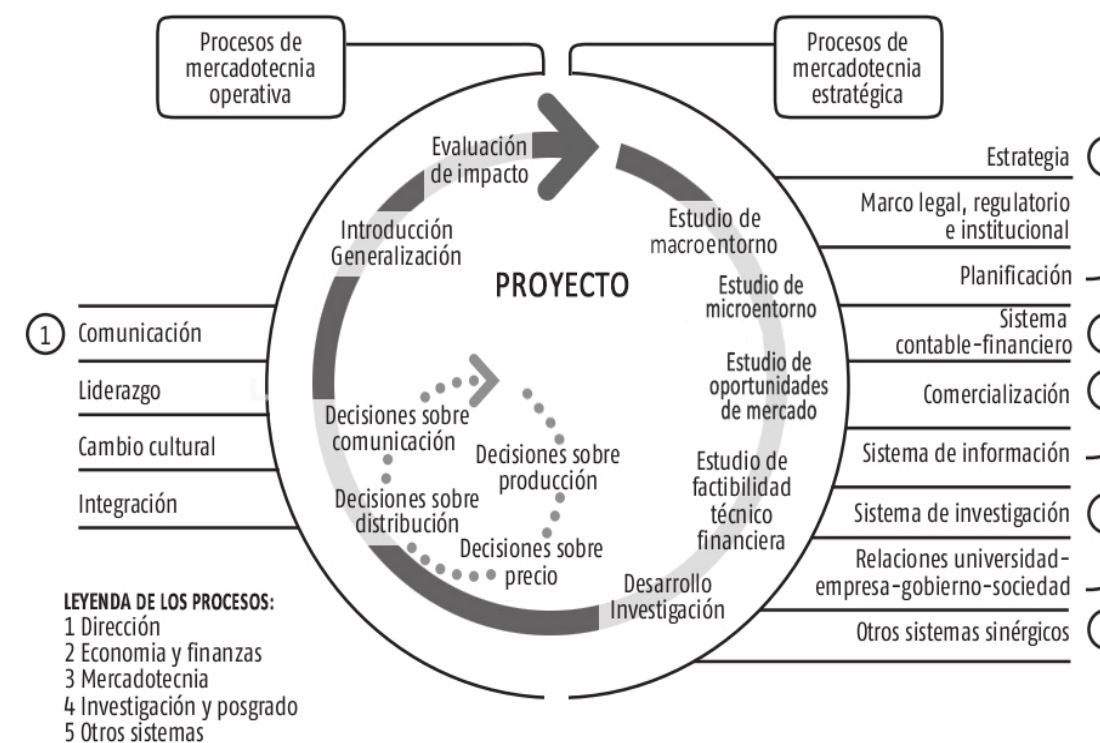 Procesos de
mercadotecnia
operativa
Procesos de
mercadotecnia
estratégica
Evaluación
de impacto
Introducción
Generalización
PROYECTO
Estudio de
macroentorno
Estudio de
microentorno
Estudio de
oportunidades
de mercado
Estudio de
factibilidad
técnico
financiera
Desarrollo
Investigación
Decisiones sobre
comunicación
Decisiones sobre
producción
Decisiones sobre
distribución
Decisiones sobre
precio
1
Comunicación
Liderazgo
Cambio cultural
Integración
Estrategia
Marco legal, regulatorio
e institucional
Planificación
Sistema
contable-financiero
Comercialización
Sistema de información
Sistema de investigación
Relaciones universidad-
empresa-gobierno-sociedad
Otros sistemas sinérgicos
LEYENDA DE LOS PROCESOS:
1 Dirección
2 Economia y finanzas
3 Mercadotecnia
4 Investigación y posgrado
5 Otros sistemas